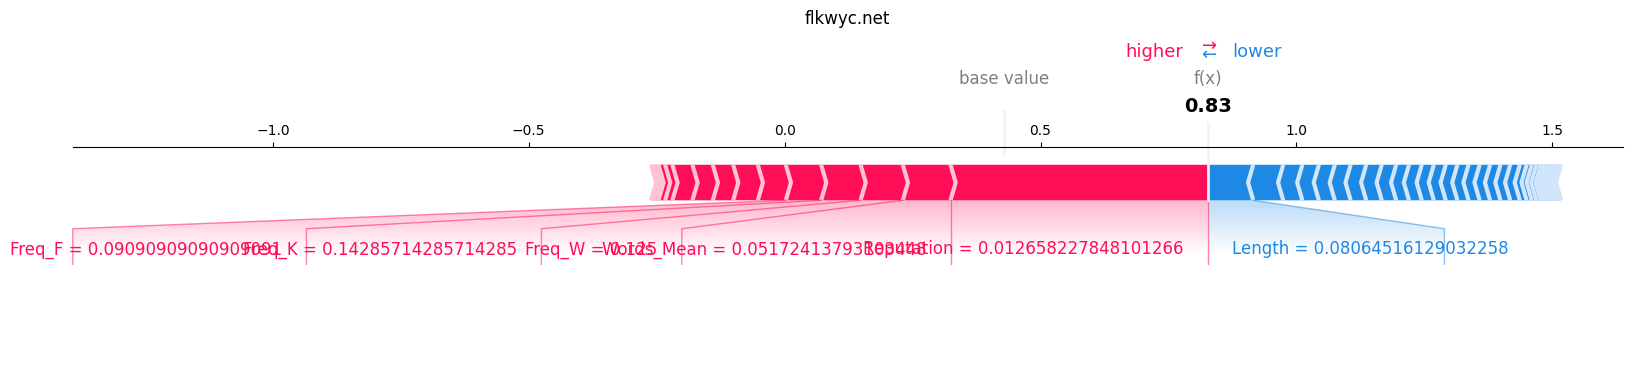 flkwyc.net
higher ⇄ lower
base value f(x)
0.83
−1.0 −0.5 0.0 0.5 1.0 1.5
Freq_F = 0.09090909090909091 Freq_K = 0.14285714285714285 Freq_W = 0.125 Words_Mean = 0.05172413793103448 Reputation = 0.012658227848101266 Length = 0.08064516129032258